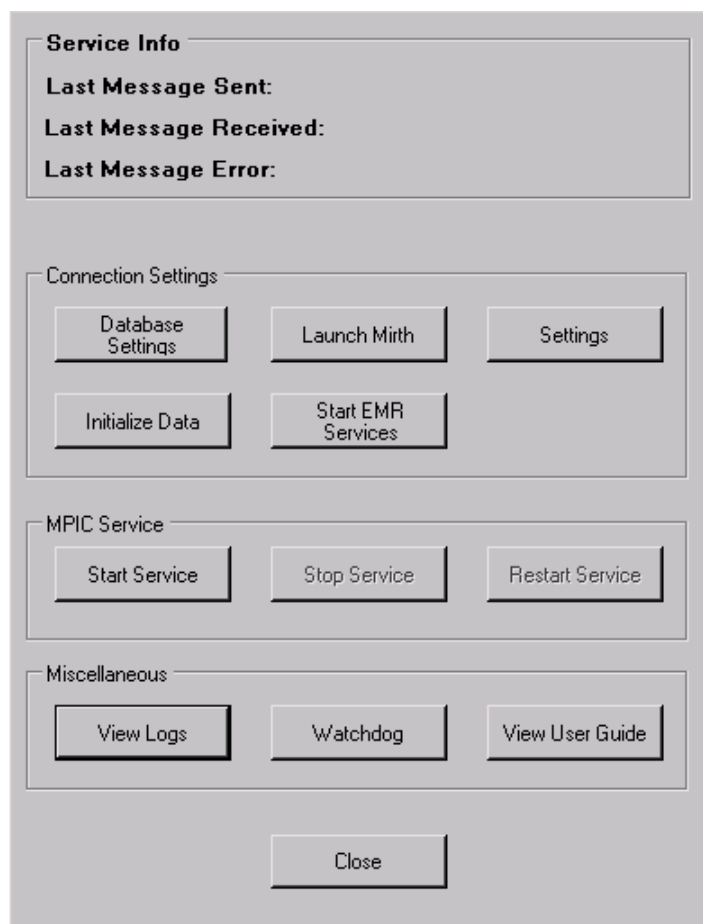 Service Info
Last Message Sent:
Last Message Received:
Last Message Error:
Connection Settings
Database
Settings
Launch Mirth
Settings
Initialize Data
Start EMR
Services
MPIC Service
Start Service
Stop Service
Restart Service
Miscellaneous
View Logs
Watchdog
View User Guide
Close